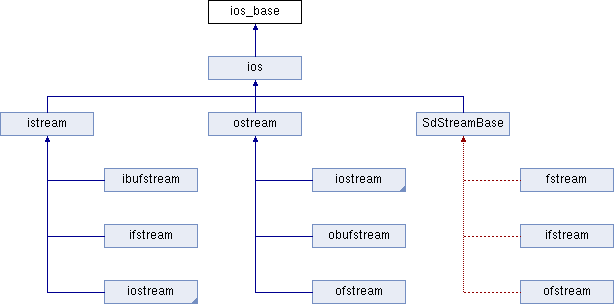 ios_base
ios
istream
ostream
SdStreamBase
ibufstream
iostream
fstream
ifstream
obufstream
ifstream
iostream
ofstream
ofstream